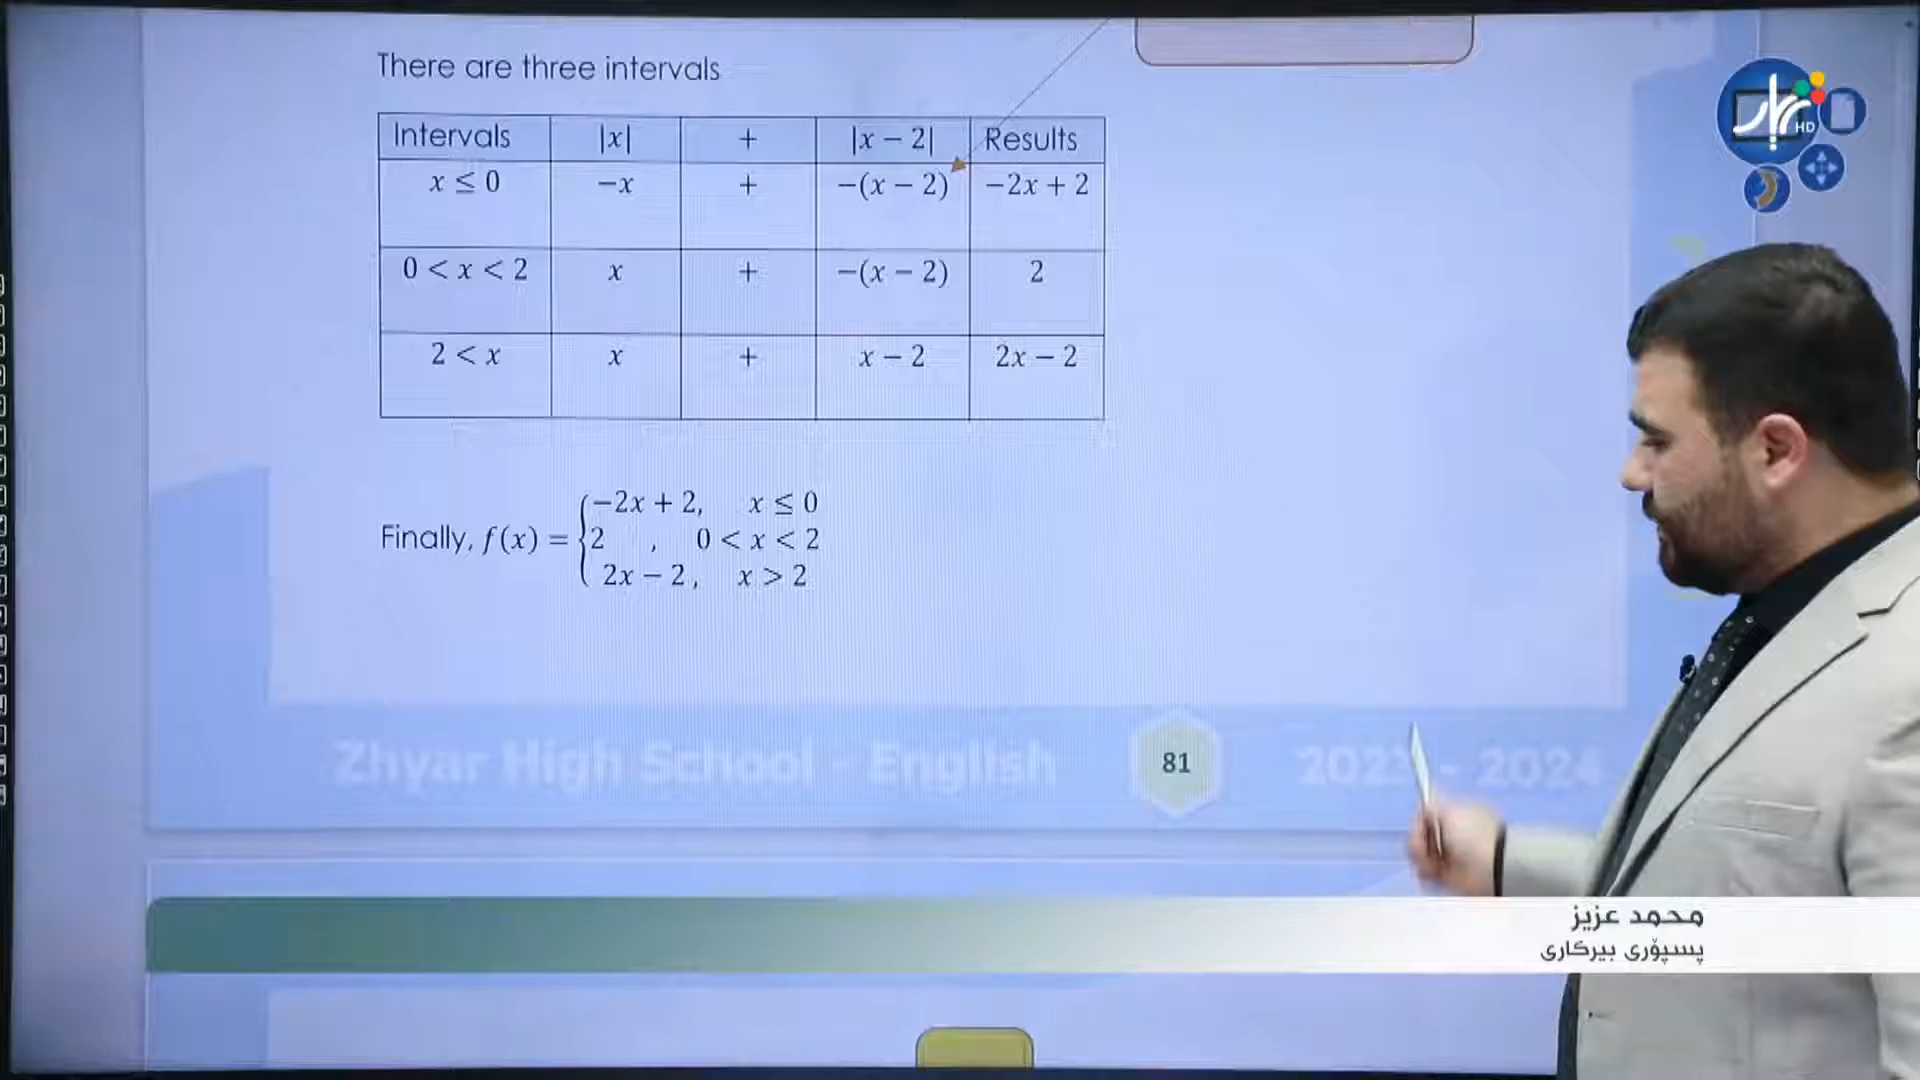 There are three intervals
Intervals |x| + |x − 2| Results
x ≤ 0 −x + −(x − 2) −2x + 2
0 < x < 2 x + −(x − 2) 2
2 < x x + x − 2 2x − 2
−2x + 2, x ≤ 0
Finally, f(x) = { 2 , 0 < x < 2
2x − 2, x > 2
Zhyar High School - English 81 2023 - 2024
HD
محمد عزیز
پسپۆری بیرکاری